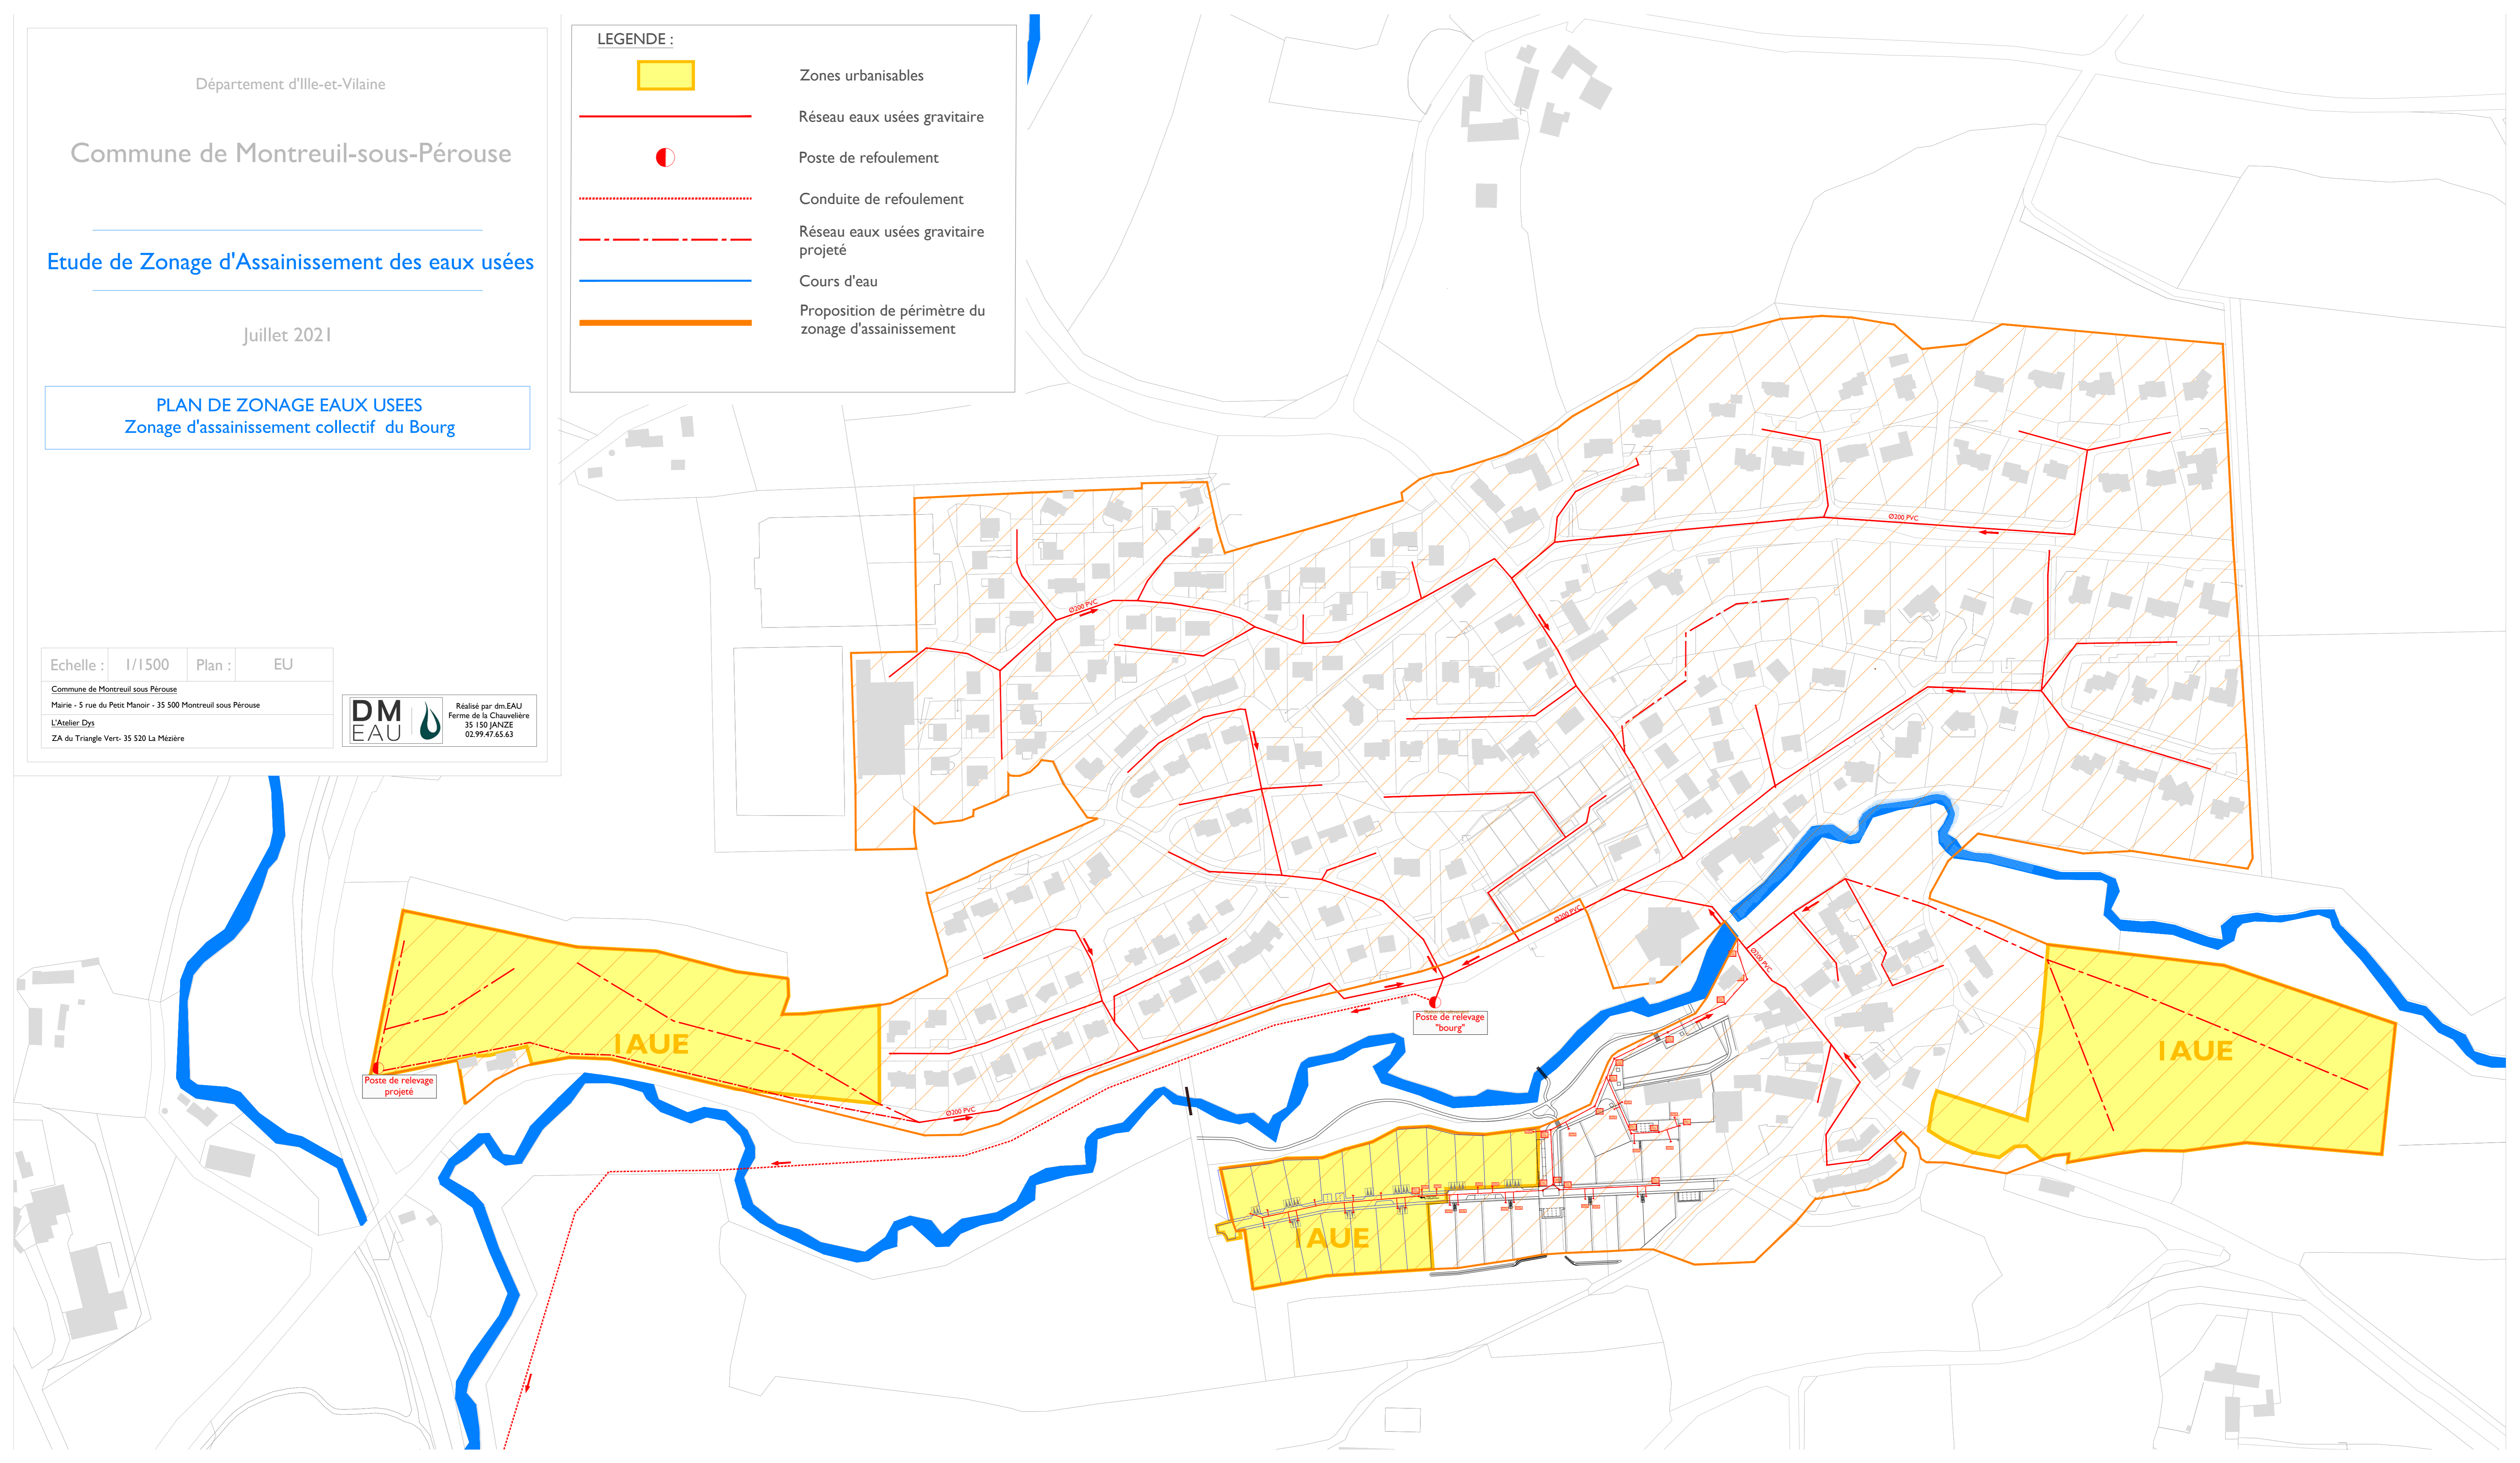 Département d'Ille-et-Vilaine
Commune de Montreuil-sous-Pérouse
Etude de Zonage d'Assainissement des eaux usées
Juillet 2021
PLAN DE ZONAGE EAUX USEES
Zonage d'assainissement collectif du Bourg
Echelle :
1/1500
Plan :
EU
Commune de Montreuil sous Pérouse
Mairie - 5 rue du Petit Manoir - 35 500 Montreuil sous Pérouse
L'Atelier Dys
ZA du Triangle Vert- 35 520 La Mézière
DM
EAU
Réalisé par dm.EAU
Ferme de la Chauvelière
35 150 JANZE
02.99.47.65.63
LEGENDE :
Zones urbanisables
Réseau eaux usées gravitaire
Poste de refoulement
Conduite de refoulement
Réseau eaux usées gravitaire
projeté
Cours d'eau
Proposition de périmètre du
zonage d'assainissement
Ø200 PVC
Ø200 PVC
Ø200 PVC
Ø200 PVC
Ø200 PVC
Poste de relevage
"bourg"
1AUE
1AUE
Poste de relevage
projeté
1AUE